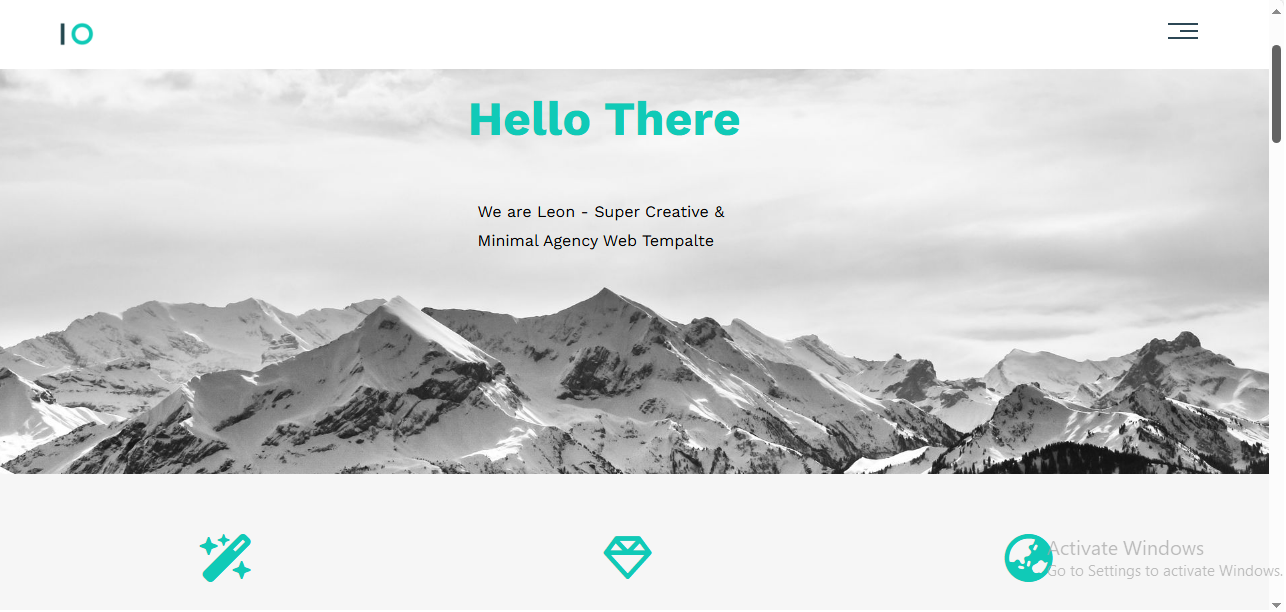 IO
Hello There
We are Leon - Super Creative &
Minimal Agency Web Tempalte
Activate Windows
Go to Settings to activate Windows.